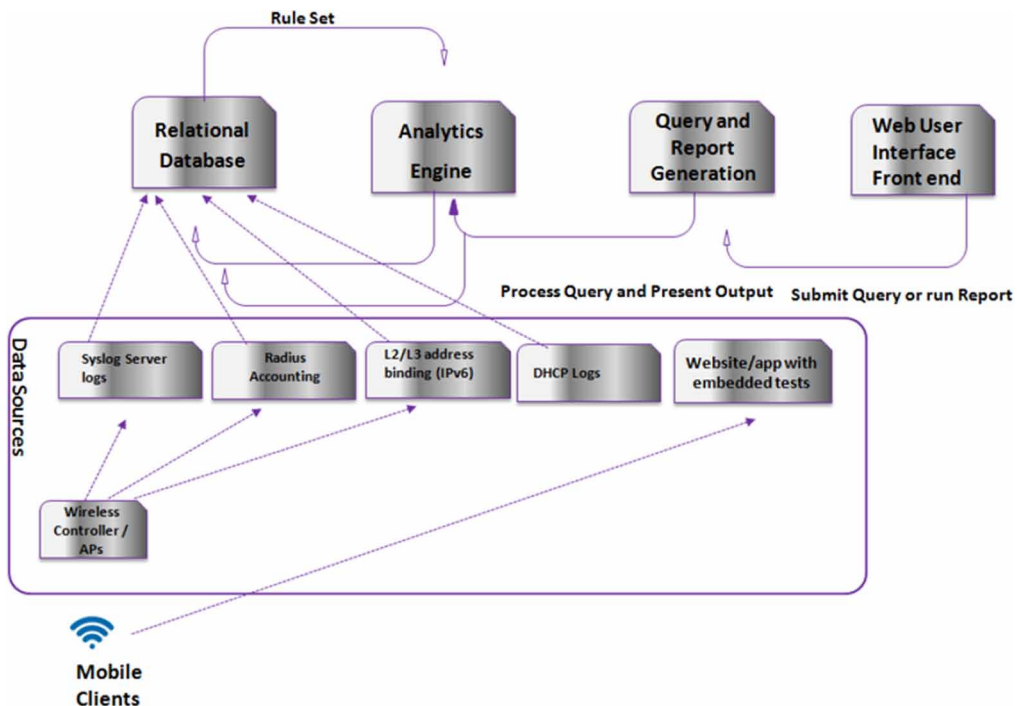 Rule Set
Relational
Database
Analytics
Engine
Query and
Report
Generation
Web User
Interface
Front end
Process Query and Present Output
Submit Query or run Report
Data Sources
Syslog Server
logs
Radius
Accounting
L2/L3 address
binding (IPv6)
DHCP Logs
Website/app with
embedded tests
Wireless
Controller /
APs
Mobile
Clients